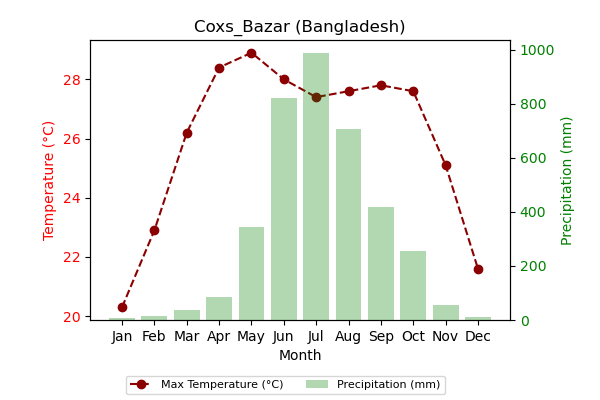 Coxs_Bazar (Bangladesh)
28
26
24
22
20
Temperature (°C)
1000
800
600
400
200
0
Precipitation (mm)
Jan Feb Mar Apr May Jun Jul Aug Sep Oct Nov Dec
Month
Max Temperature (°C) Precipitation (mm)